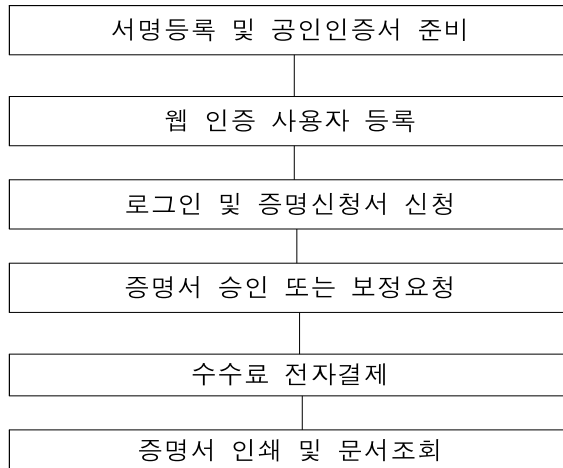 서명등록 및 공인인증서 준비
웹 인증 사용자 등록
로그인 및 증명신청서 신청
증명서 승인 또는 보정요청
수수료 전자결제
증명서 인쇄 및 문서조회